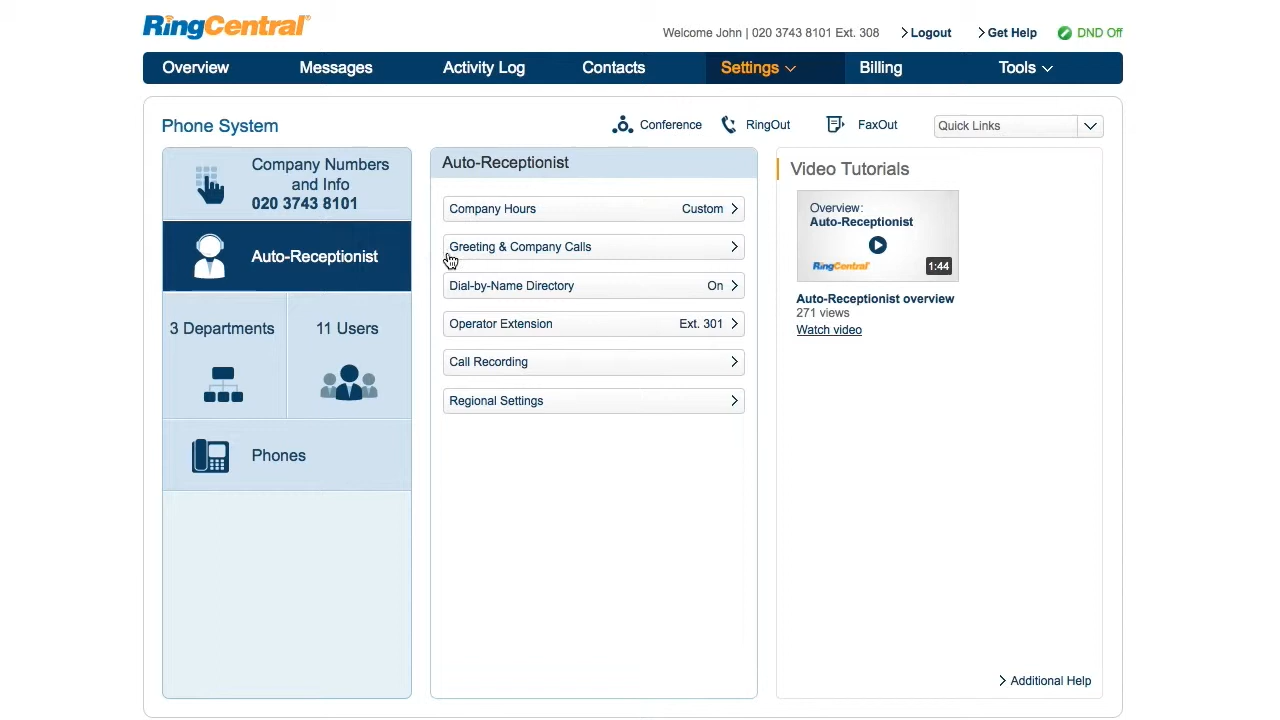 RingCentral®
Welcome John | 020 3743 8101 Ext. 308
Logout
Get Help
DND Off
Overview
Messages
Activity Log
Contacts
Settings
Billing
Tools
Phone System
Conference
RingOut
FaxOut
Quick Links
Company Numbers
and Info
020 3743 8101
Auto-Receptionist
3 Departments
11 Users
Phones
Auto-Receptionist
Company Hours Custom
Greeting & Company Calls
Dial-by-Name Directory On
Operator Extension Ext. 301
Call Recording
Regional Settings
Video Tutorials
Overview:
Auto-Receptionist
RingCentral
1:44
Auto-Receptionist overview
271 views
Watch video
Additional Help